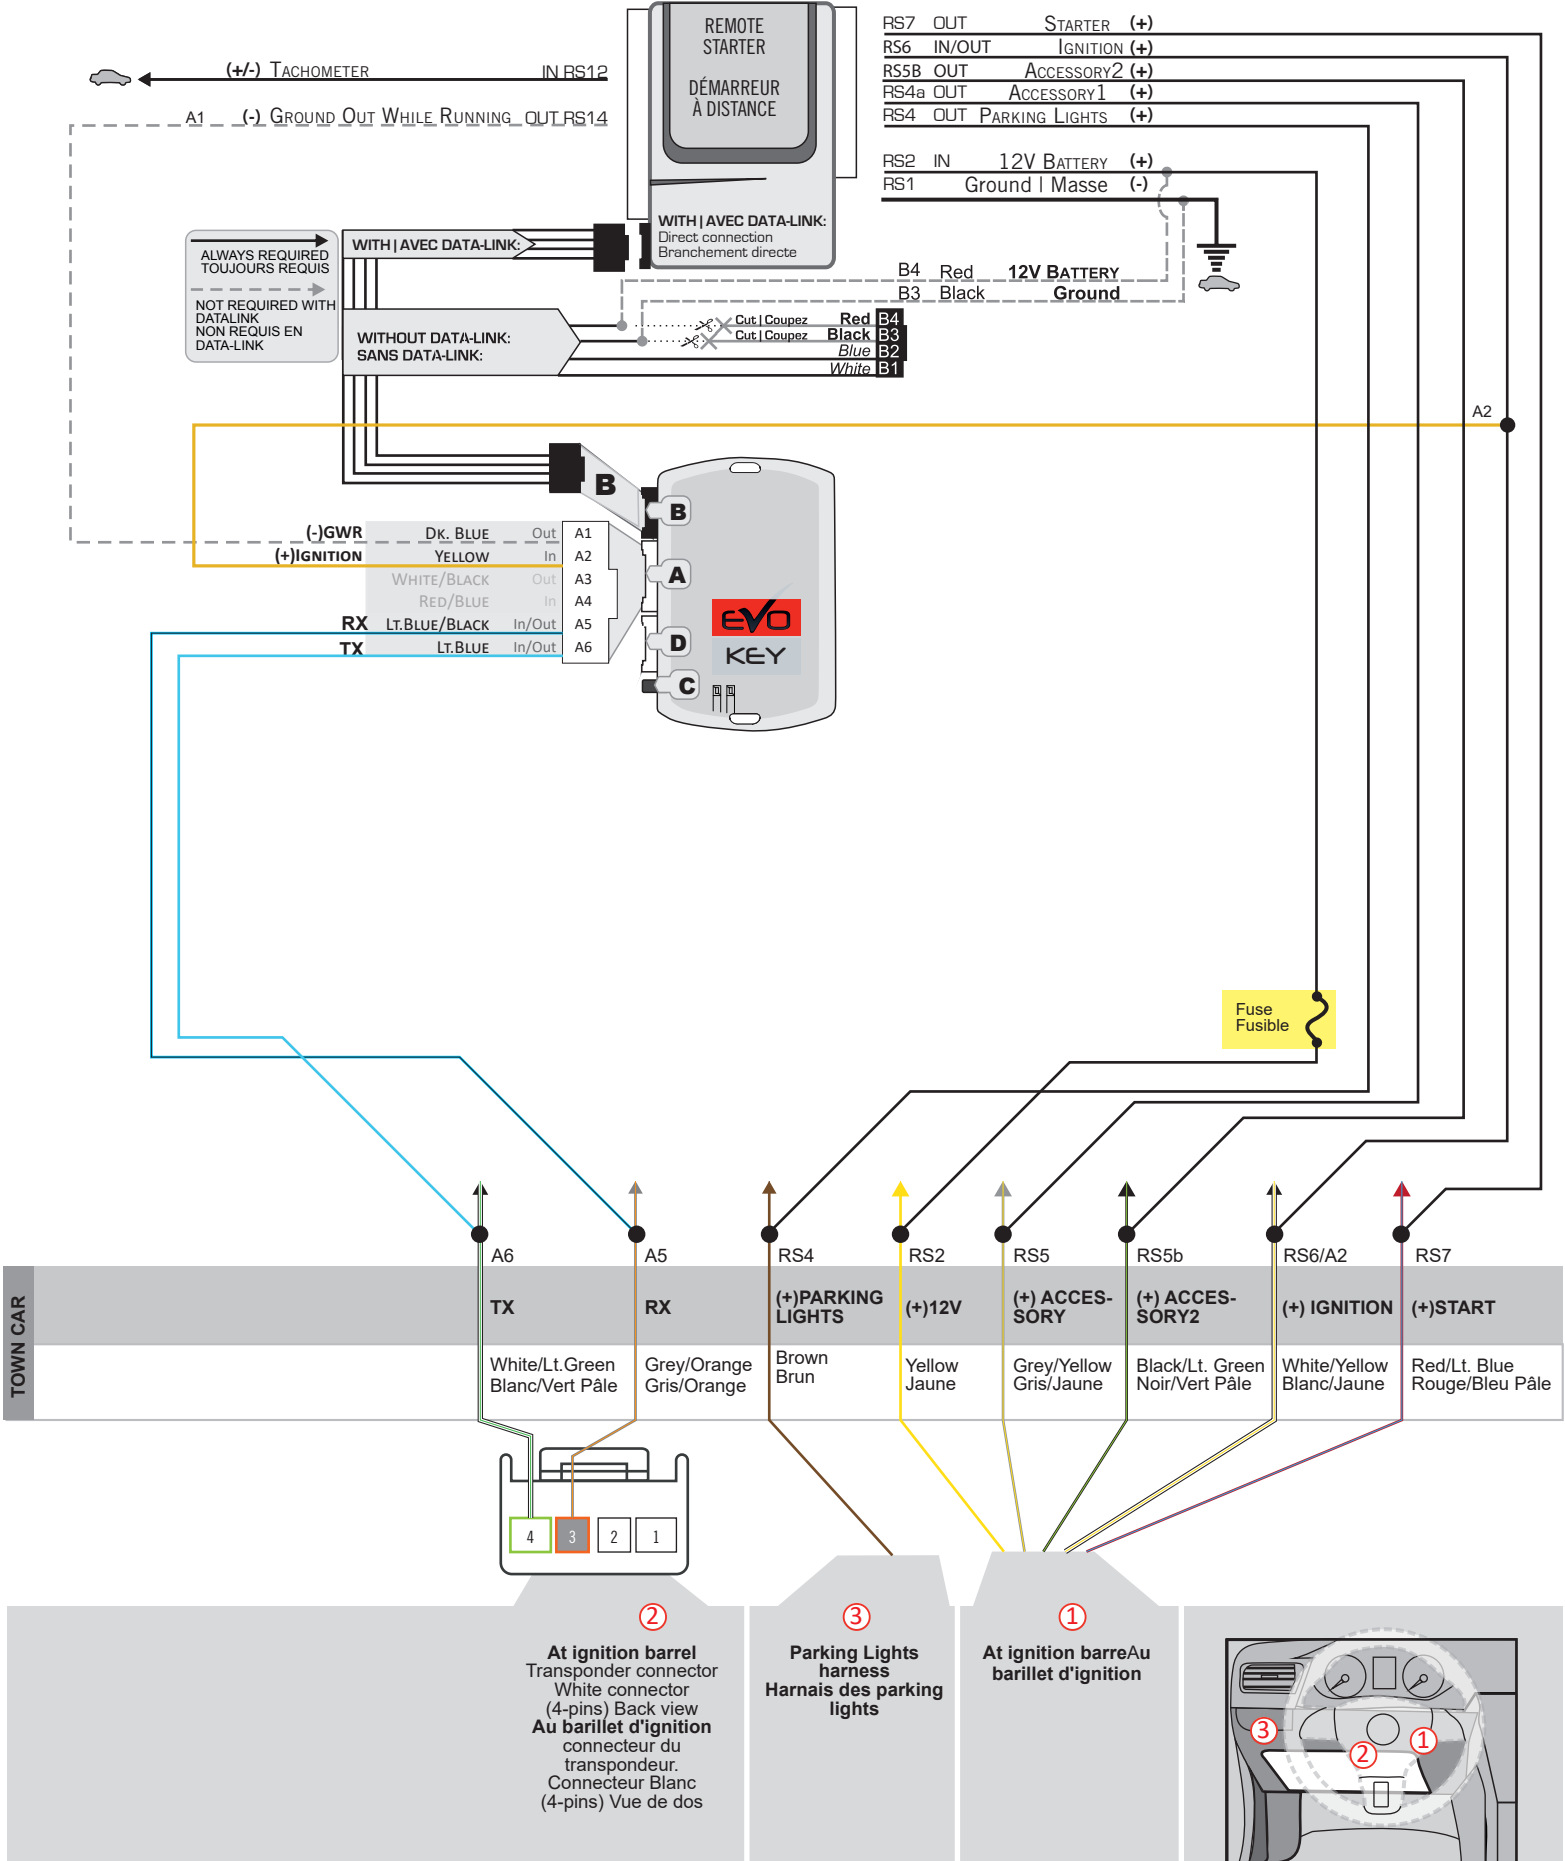 REMOTE
STARTER
DÉMARREUR
À DISTANCE
RS7 OUT STARTER (+)
RS6 IN/OUT IGNITION (+)
RS5B OUT ACCESSORY2 (+)
RS4a OUT ACCESSORY1 (+)
RS4 OUT PARKING LIGHTS (+)
RS2 IN 12V BATTERY (+)
RS1 Ground | Masse (-)
(+/-) TACHOMETER IN RS12
A1 (-) GROUND OUT WHILE RUNNING OUT RS14
WITH | AVEC DATA-LINK:
Direct connection
Branchement directe
ALWAYS REQUIRED
TOUJOURS REQUIS
NOT REQUIRED WITH
DATALINK
NON REQUIS EN
DATA-LINK
WITH | AVEC DATA-LINK:
B4 Red 12V BATTERY
B3 Black Ground
WITHOUT DATA-LINK:
SANS DATA-LINK:
Cut | Coupez Red B4
Cut | Coupez Black B3
Blue B2
White B1
A2
B
B
A
D
C
EVO
KEY
(-)GWR DK. BLUE Out A1
(+)IGNITION YELLOW In A2
WHITE/BLACK Out A3
RED/BLUE In A4
RX LT.BLUE/BLACK In/Out A5
TX LT.BLUE In/Out A6
Fuse
Fusible
A6 A5 RS4 RS2 RS5 RS5b RS6/A2 RS7
TOWN CAR
TX
RX
(+)PARKING
LIGHTS
(+)12V
(+) ACCES-
SORY
(+) ACCES-
SORY2
(+) IGNITION
(+)START
White/Lt.Green
Blanc/Vert Pâle
Grey/Orange
Gris/Orange
Brown
Brun
Yellow
Jaune
Grey/Yellow
Gris/Jaune
Black/Lt. Green
Noir/Vert Pâle
White/Yellow
Blanc/Jaune
Red/Lt. Blue
Rouge/Bleu Pâle
4 3 2 1
2
At ignition barrel
Transponder connector
White connector
(4-pins) Back view
Au barillet d'ignition
connecteur du
transpondeur.
Connecteur Blanc
(4-pins) Vue de dos
3
Parking Lights
harness
Harnais des parking
lights
1
At ignition barreAu
barillet d'ignition
3
2
1